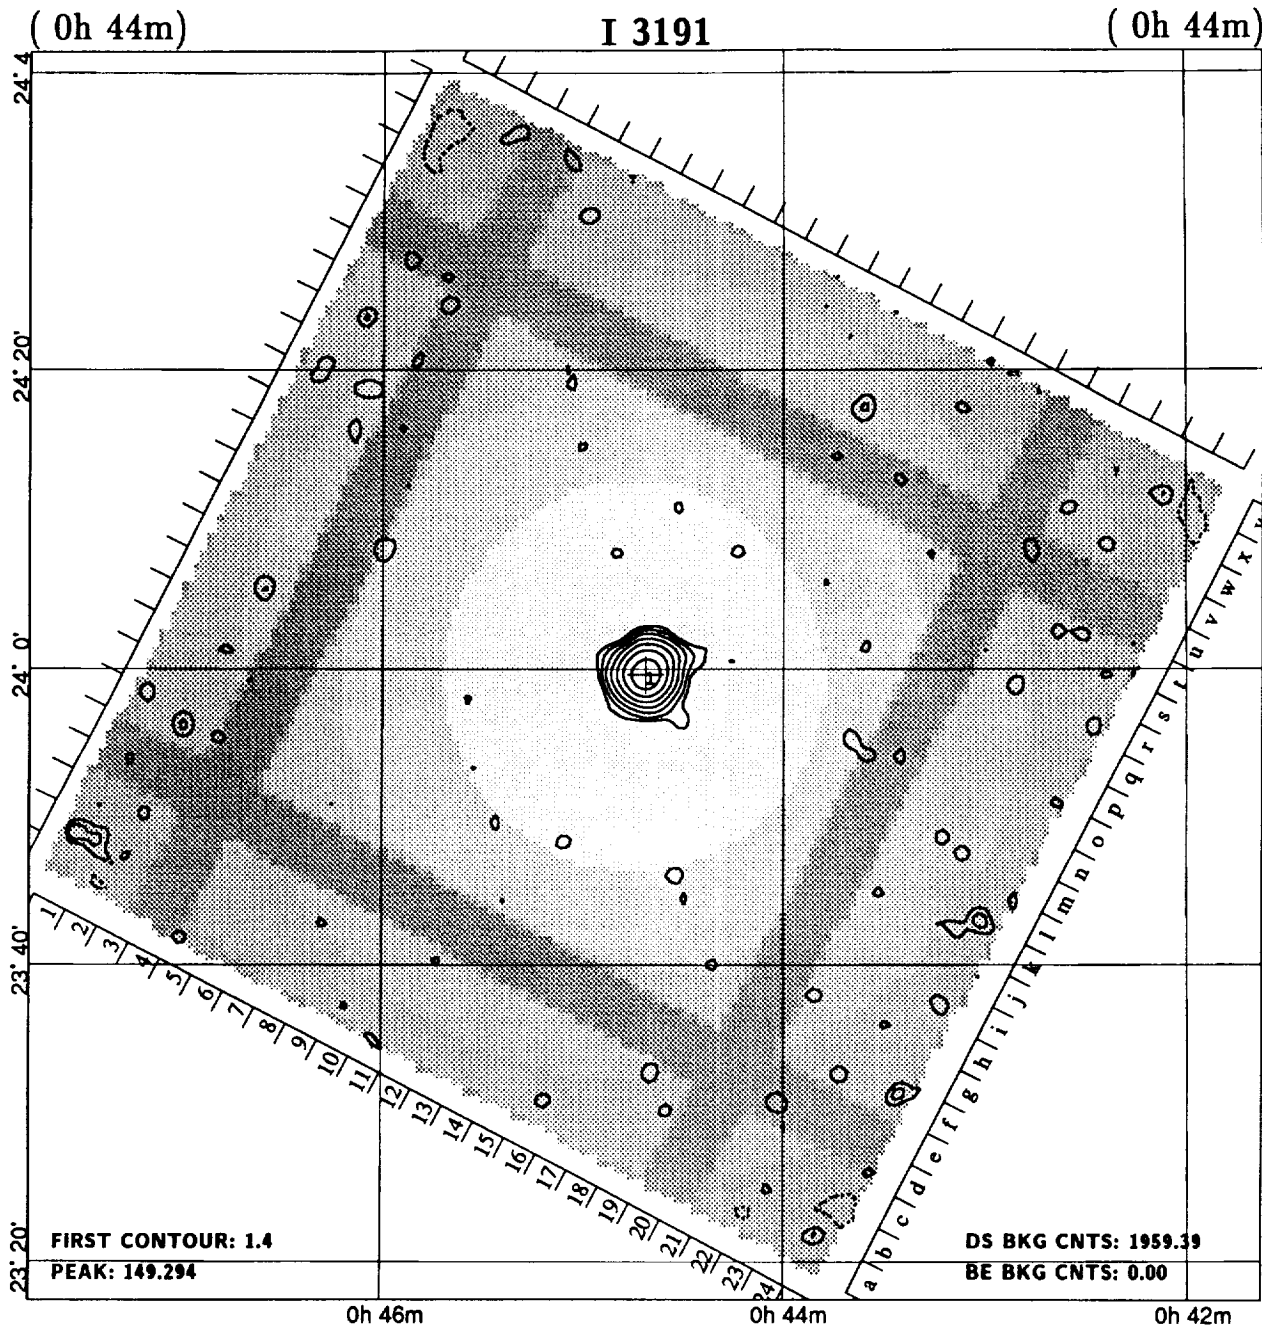 ( 0h 44m) I 3191 ( 0h 44m)
24° 4
24° 20'
24° 0'
23° 40'
23° 20'
1
1 2 3 4 5 6 7 8 9 10 11 12 13 14 15 16 17 18 19 20 21 22 23 24
a b c d e f g h i j k l m n o p q r s t u v w x y
FIRST CONTOUR: 1.4
PEAK: 149.294
DS BKG CNTS: 1959.39
BE BKG CNTS: 0.00
0h 46m 0h 44m 0h 42m